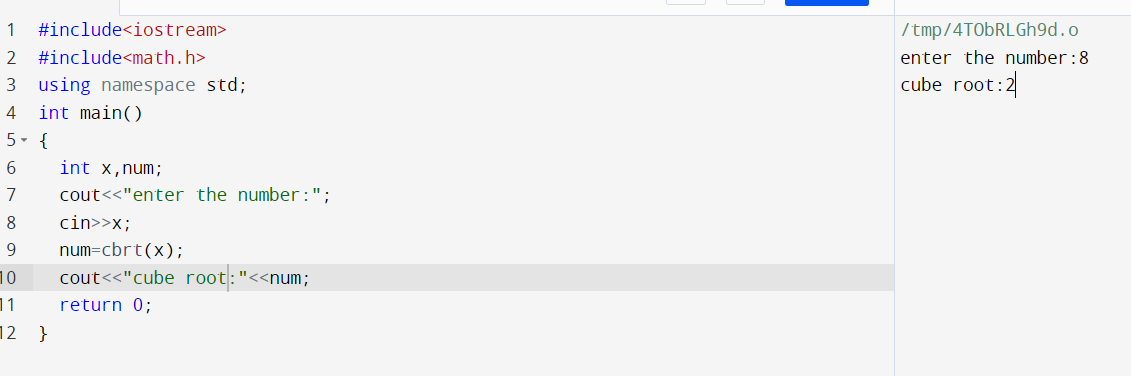 1 #include<iostream>
2 #include<math.h>
3 using namespace std;
4 int main()
5 {
6 int x,num;
7 cout<<"enter the number:";
8 cin>>x;
9 num=cbrt(x);
10 cout<<"cube root:"<<num;
11 return 0;
12 }
/tmp/4TObRLGh9d.o
enter the number:8
cube root:2